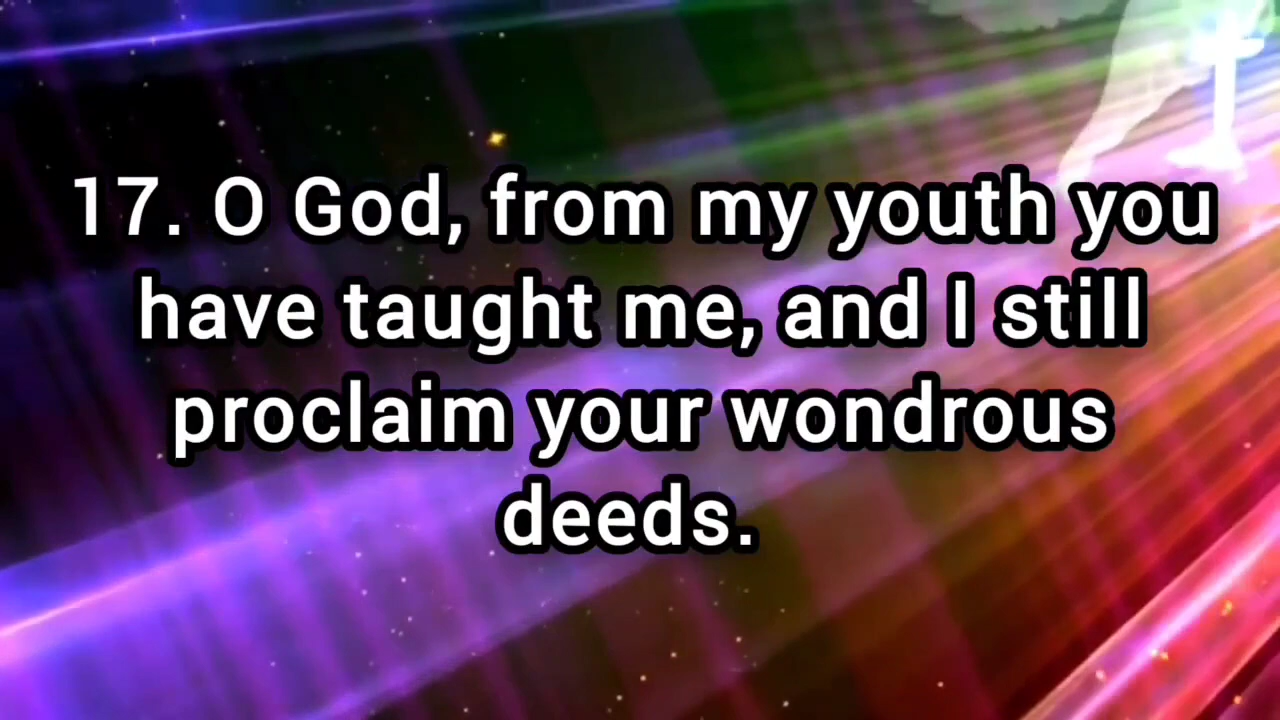 17. O God, from my youth you
have taught me, and I still
proclaim your wondrous
deeds.